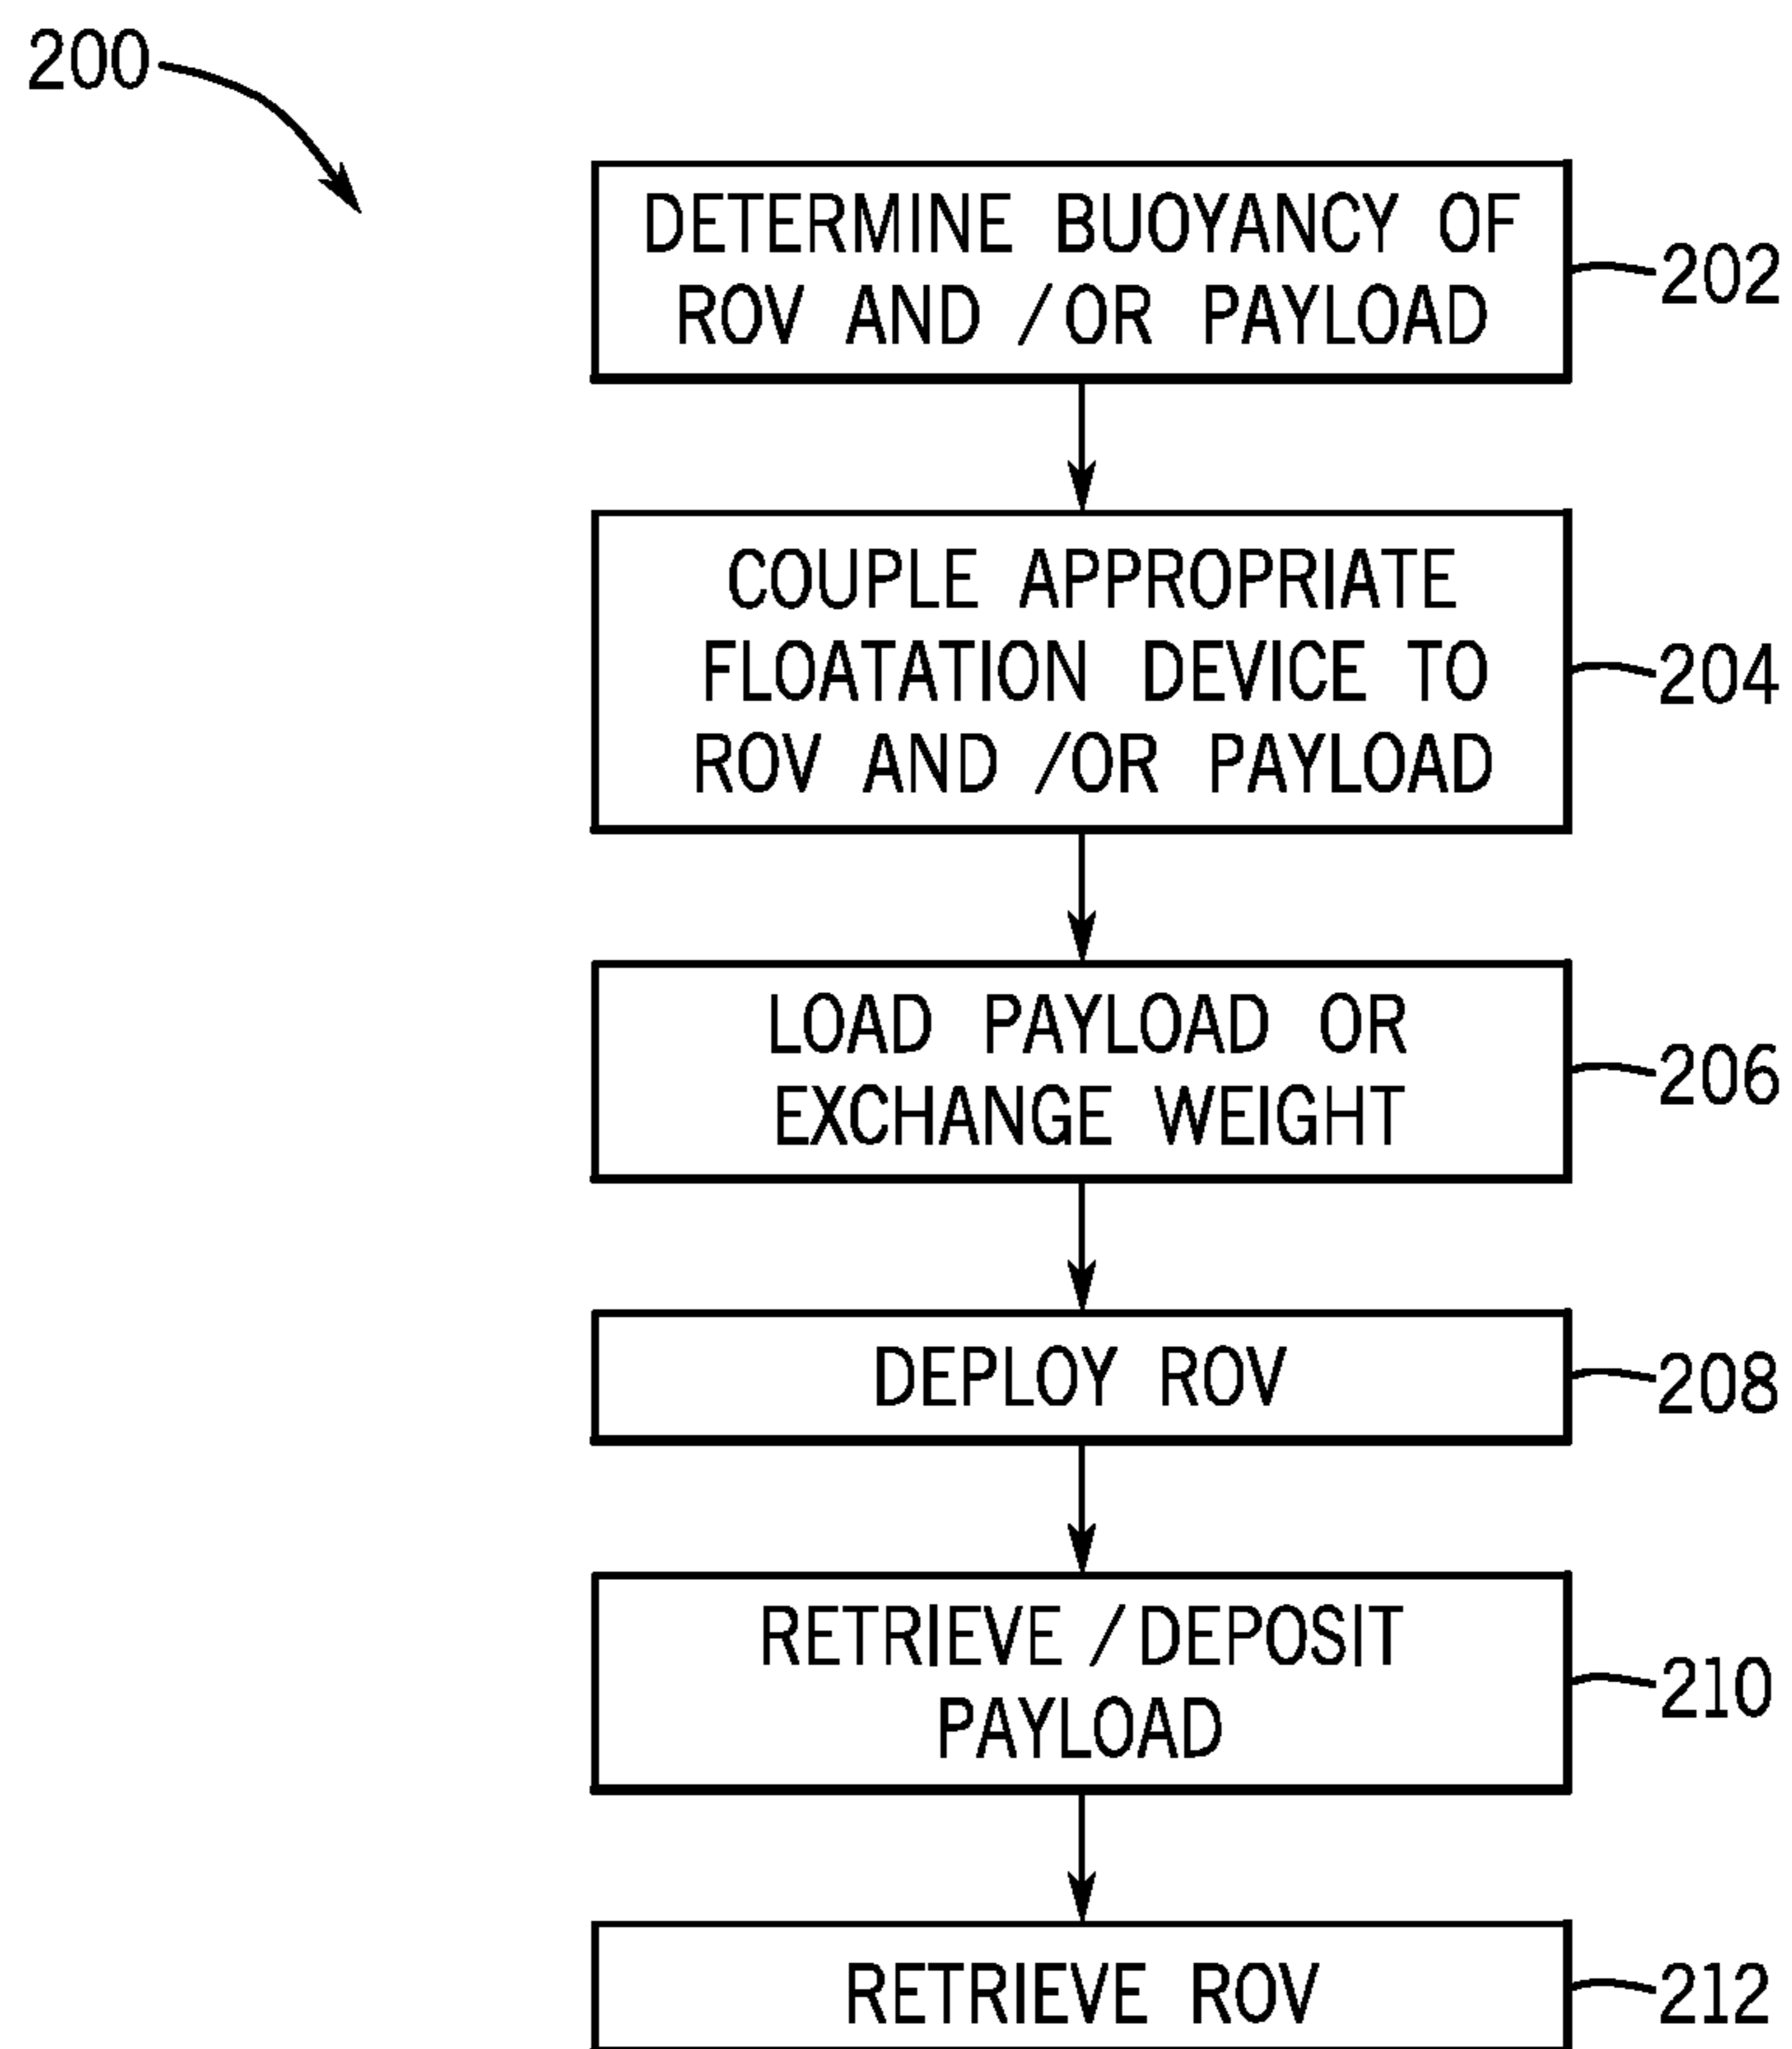 200
DETERMINE BUOYANCY OF
ROV AND /OR PAYLOAD
202
COUPLE APPROPRIATE
FLOATATION DEVICE TO
ROV AND /OR PAYLOAD
204
LOAD PAYLOAD OR
EXCHANGE WEIGHT
206
DEPLOY ROV
208
RETRIEVE /DEPOSIT
PAYLOAD
210
RETRIEVE ROV
212